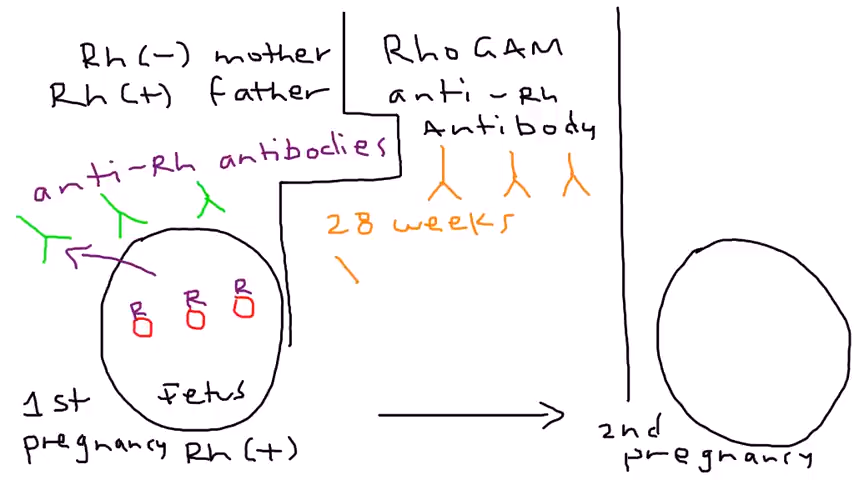 Rh(-) mother
Rh(+) father
anti-Rh antibodies
R R R
Fetus
1st
pregnancy Rh(+)
RhoGAM
anti-Rh
Antibody
28 weeks
2nd
pregnancy